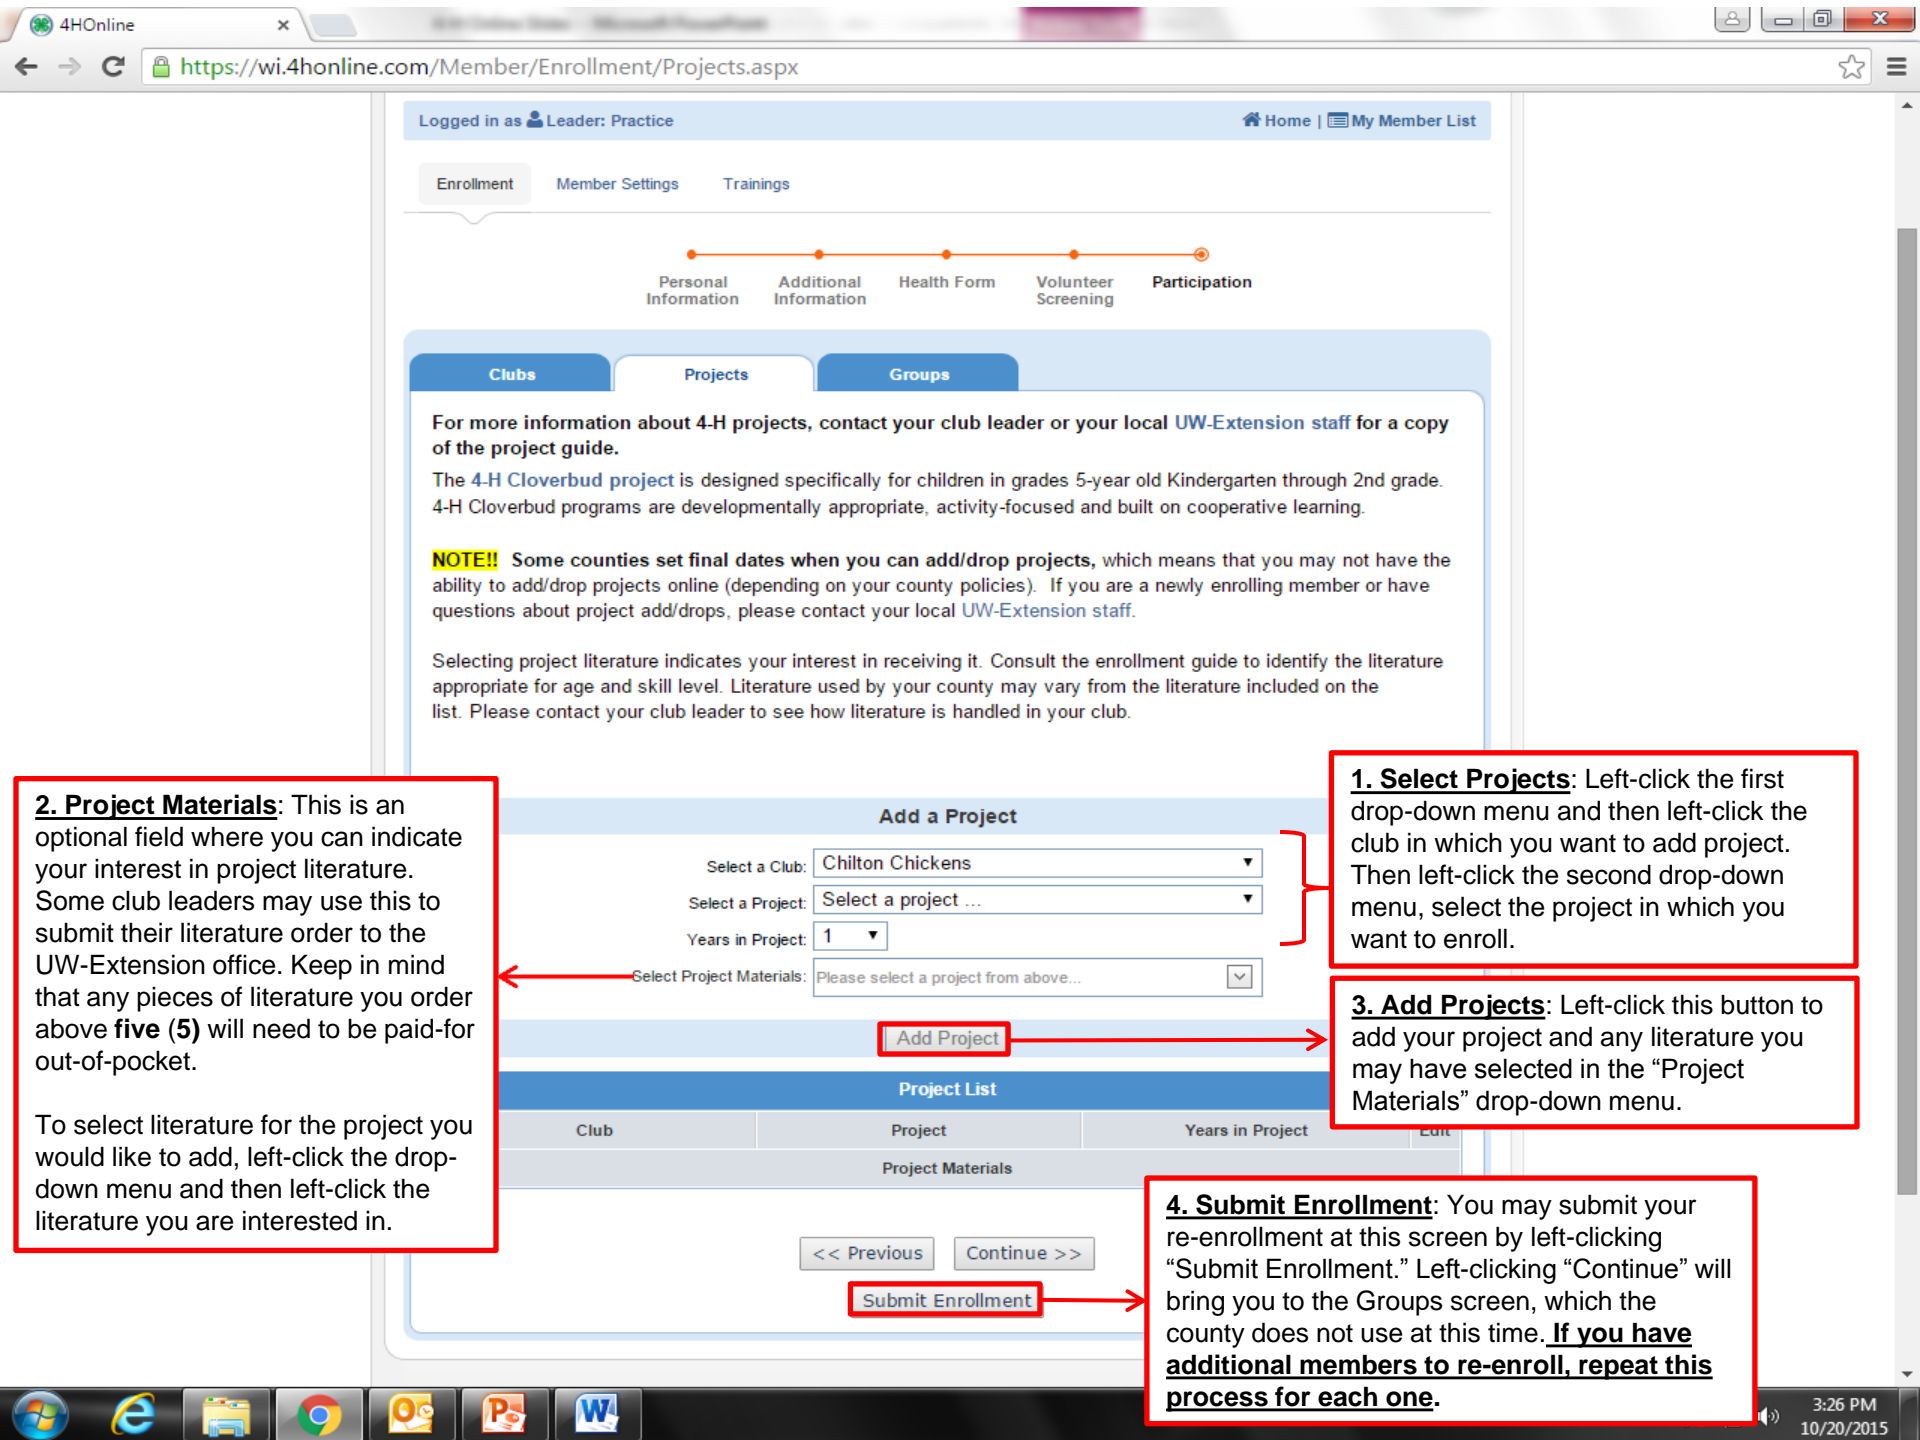 4HOnline
https://wi.4honline.com/Member/Enrollment/Projects.aspx
Logged in as Leader: Practice
Home | My Member List
Enrollment Member Settings Trainings
Personal Information
Additional Information
Health Form
Volunteer Screening
Participation
Clubs Projects Groups
For more information about 4-H projects, contact your club leader or your local UW-Extension staff for a copy
of the project guide.
The 4-H Cloverbud project is designed specifically for children in grades 5-year old Kindergarten through 2nd grade.
4-H Cloverbud programs are developmentally appropriate, activity-focused and built on cooperative learning.
NOTE!! Some counties set final dates when you can add/drop projects, which means that you may not have the
ability to add/drop projects online (depending on your county policies). If you are a newly enrolling member or have
questions about project add/drops, please contact your local UW-Extension staff.
Selecting project literature indicates your interest in receiving it. Consult the enrollment guide to identify the literature
appropriate for age and skill level. Literature used by your county may vary from the literature included on the
list. Please contact your club leader to see how literature is handled in your club.
Add a Project
Select a Club: Chilton Chickens
Select a Project: Select a project ...
Years in Project: 1
Select Project Materials: Please select a project from above...
Add Project
Project List
Club Project Years in Project Edit
Project Materials
<< Previous Continue >>
Submit Enrollment
1. Select Projects: Left-click the first
drop-down menu and then left-click the
club in which you want to add project.
Then left-click the second drop-down
menu, select the project in which you
want to enroll.
2. Project Materials: This is an
optional field where you can indicate
your interest in project literature.
Some club leaders may use this to
submit their literature order to the
UW-Extension office. Keep in mind
that any pieces of literature you order
above five (5) will need to be paid-for
out-of-pocket.
To select literature for the project you
would like to add, left-click the drop-
down menu and then left-click the
literature you are interested in.
3. Add Projects: Left-click this button to
add your project and any literature you
may have selected in the “Project
Materials” drop-down menu.
4. Submit Enrollment: You may submit your
re-enrollment at this screen by left-clicking
“Submit Enrollment.” Left-clicking “Continue” will
bring you to the Groups screen, which the
county does not use at this time. If you have
additional members to re-enroll, repeat this
process for each one.
3:26 PM
10/20/2015